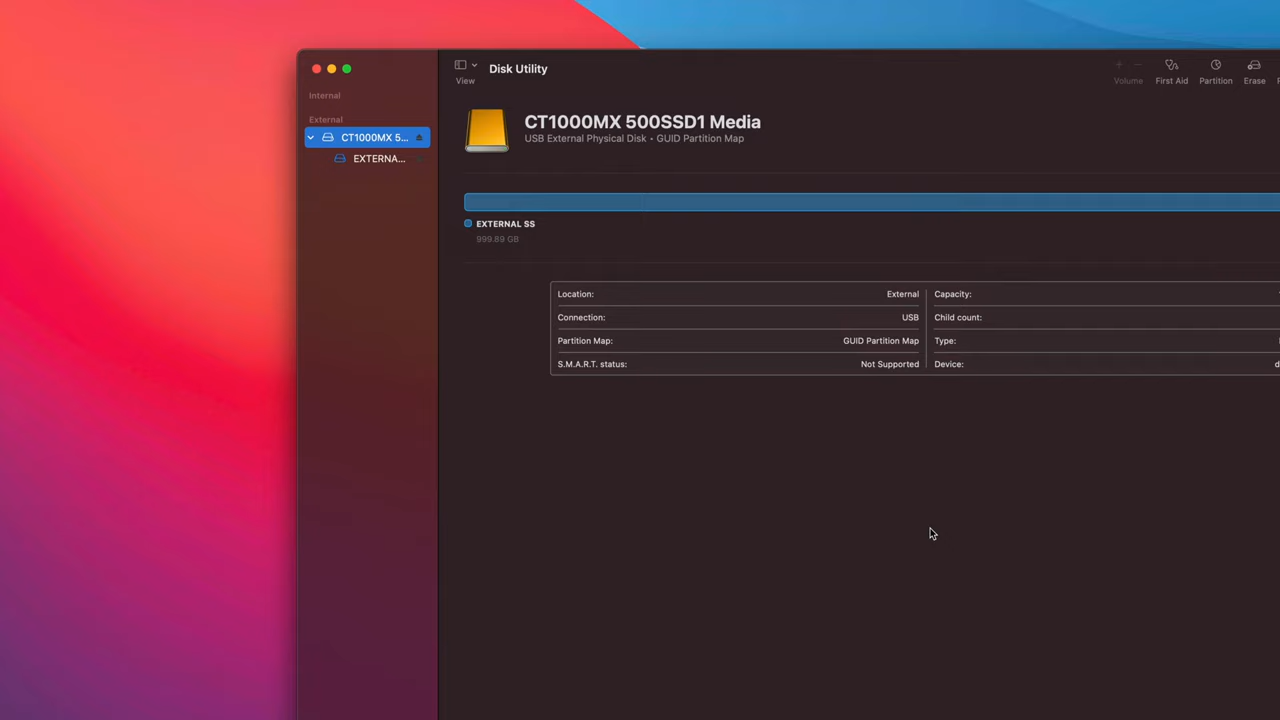 View
Disk Utility
Volume
First Aid
Partition
Erase
Internal
External
CT1000MX 5...
EXTERNA...
CT1000MX 500SSD1 Media
USB External Physical Disk • GUID Partition Map
EXTERNAL SS
999.89 GB
Location: External
Capacity:
Connection: USB
Child count:
Partition Map: GUID Partition Map
Type:
S.M.A.R.T. status: Not Supported
Device: